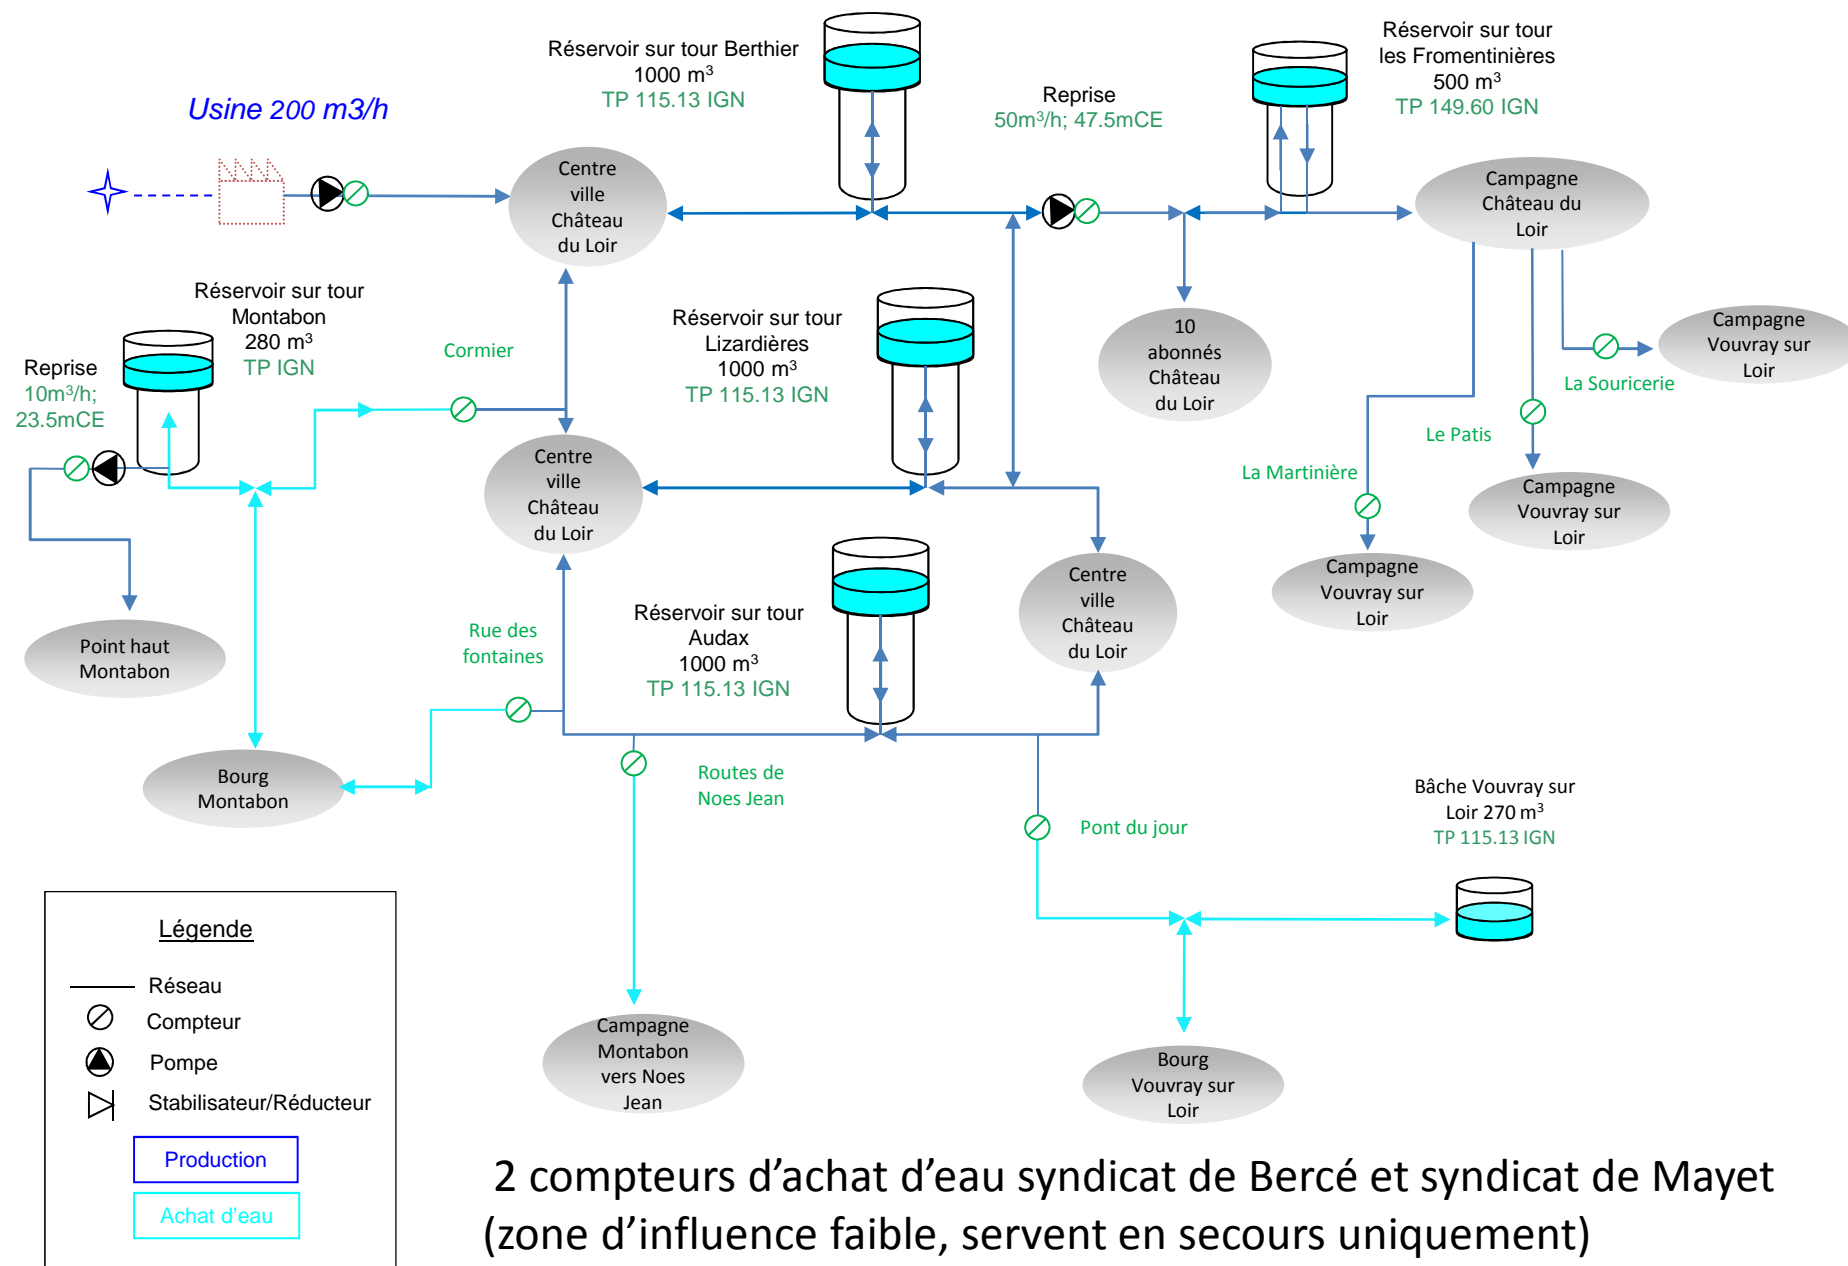 Réservoir sur tour Berthier
1000 m³
TP 115.13 IGN
Réservoir sur tour
les Fromentinières
500 m³
TP 149.60 IGN
Usine 200 m3/h
Reprise
50m³/h; 47.5mCE
Centre
ville
Château
du Loir
Campagne
Château du
Loir
Réservoir sur tour
Montabon
280 m³
TP IGN
Reprise
10m³/h;
23.5mCE
Cormier
Réservoir sur tour
Lizardières
1000 m³
TP 115.13 IGN
10
abonnés
Château
du Loir
Campagne
Vouvray sur
Loir
La Souricerie
Le Patis
La Martinière
Centre
ville
Château
du Loir
Campagne
Vouvray sur
Loir
Campagne
Vouvray sur
Loir
Centre
ville
Château
du Loir
Réservoir sur tour
Audax
1000 m³
TP 115.13 IGN
Rue des
fontaines
Point haut
Montabon
Bourg
Montabon
Routes de
Noes Jean
Pont du jour
Bâche Vouvray sur
Loir 270 m³
TP 115.13 IGN
Campagne
Montabon
vers Noes
Jean
Bourg
Vouvray sur
Loir
Légende
Réseau
Compteur
Pompe
Stabilisateur/Réducteur
Production
Achat d'eau
2 compteurs d'achat d'eau syndicat de Bercé et syndicat de Mayet
(zone d'influence faible, servent en secours uniquement)